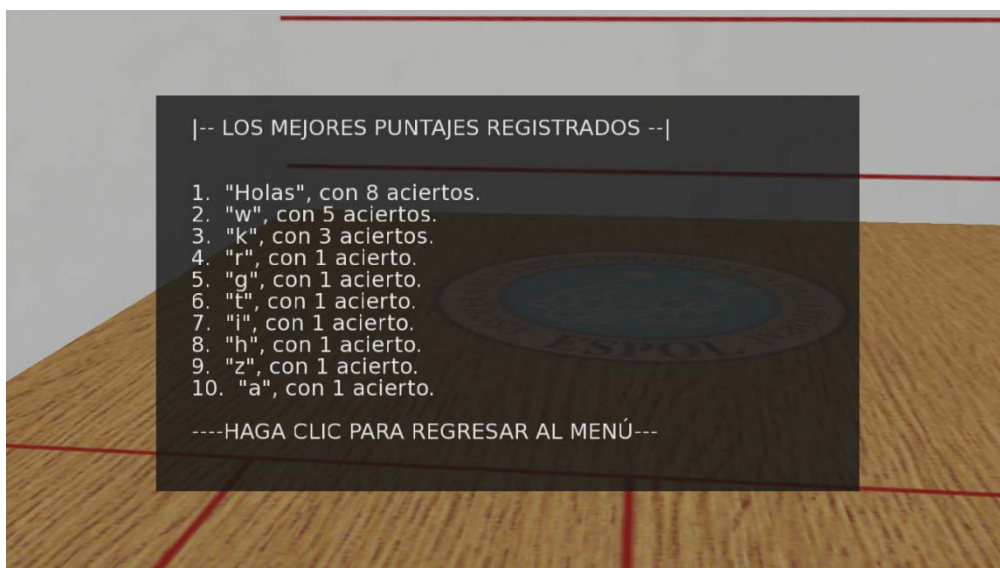 |-- LOS MEJORES PUNTAJES REGISTRADOS --|
1. "Holas", con 8 aciertos.
2. "w", con 5 aciertos.
3. "k", con 3 aciertos.
4. "r", con 1 acierto.
5. "g", con 1 acierto.
6. "t", con 1 acierto.
7. "i", con 1 acierto.
8. "h", con 1 acierto.
9. "z", con 1 acierto.
10. "a", con 1 acierto.
----HAGA CLIC PARA REGRESAR AL MENÚ---
ESPOL